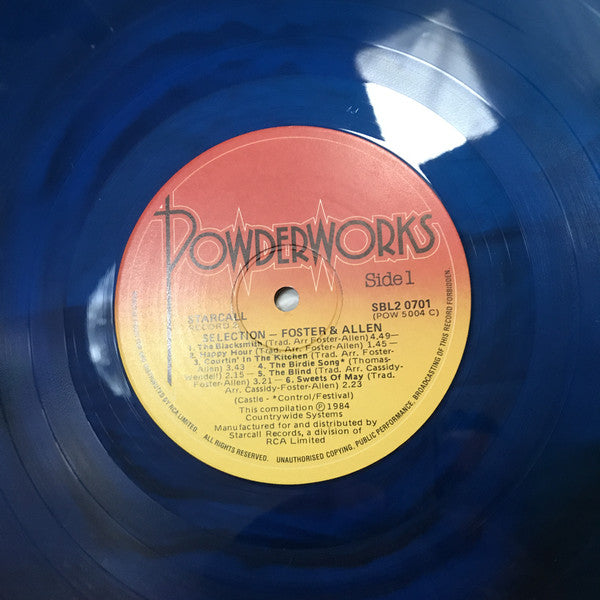 POWDERWORKS
Side 1
STARCALL
RECORD 2
SBL2 0701
(POW 5004 C)
SELECTION — FOSTER & ALLEN
1. The Blacksmith (Trad. Arr Foster-Allen) 4,49—
2. Happy Hour (Trad. Arr. Foster-Allen) 1.45 —
3. Courtin' In The Kitchen (Trad. Arr. Foster-
Allen) 3.43 — 4. The Birdie Song* (Thomas-
Wendell) 2.15 — 5. The Blind (Trad. Arr. Cassidy-
Foster-Allen) 3.21 — 6. Sweets Of May (Trad.
Arr. Cassidy-Foster-Allen) 2.23
(Castle - *Control/Festival)
This compilation ℗ 1984
Countrywide Systems
Manufactured for and distributed by
Starcall Records, a division of
RCA Limited
BY RCA LIMITED. ALL RIGHTS RESERVED. UNAUTHORISED COPYING, PUBLIC PERFORMANCE, BROADCASTING OF THIS RECORD FORBIDDEN.